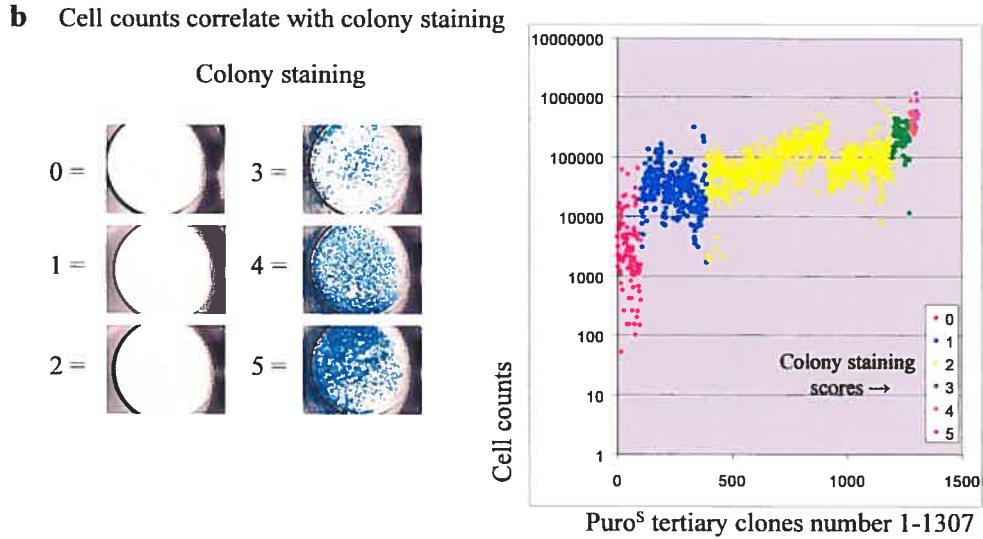 b Cell counts correlate with colony staining
Colony staining
0 =
1 =
2 =
3 =
4 =
5 =
Cell counts
10000000
1000000
100000
10000
1000
100
10
1
0 500 1000 1500
Colony staining
scores →
0
1
2
3
4
5
Puroˢ tertiary clones number 1-1307